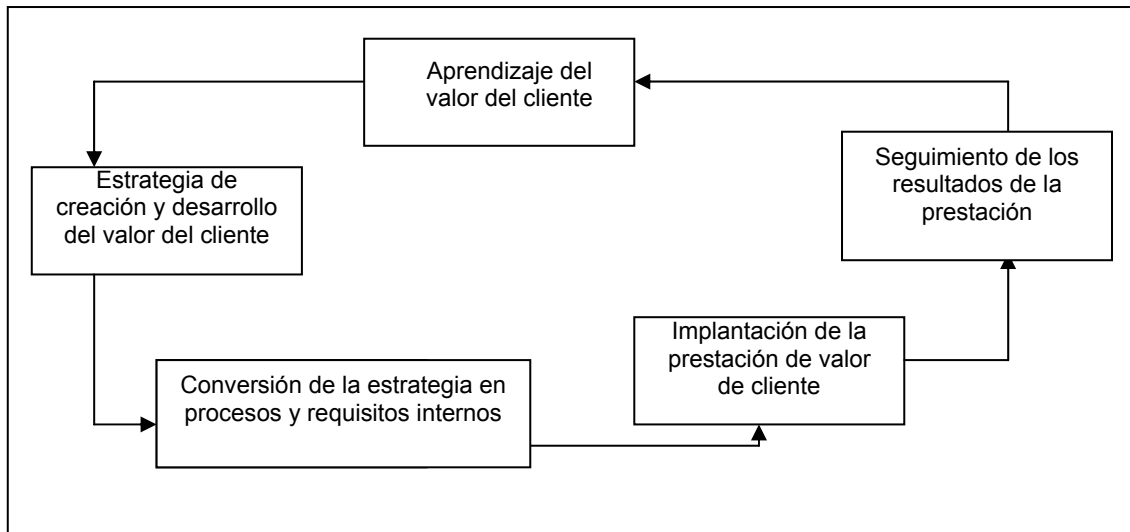 Aprendizaje del
valor del cliente
Estrategia de
creación y desarrollo
del valor del cliente
Conversión de la estrategia en
procesos y requisitos internos
Implantación de la
prestación de valor
de cliente
Seguimiento de los
resultados de la
prestación